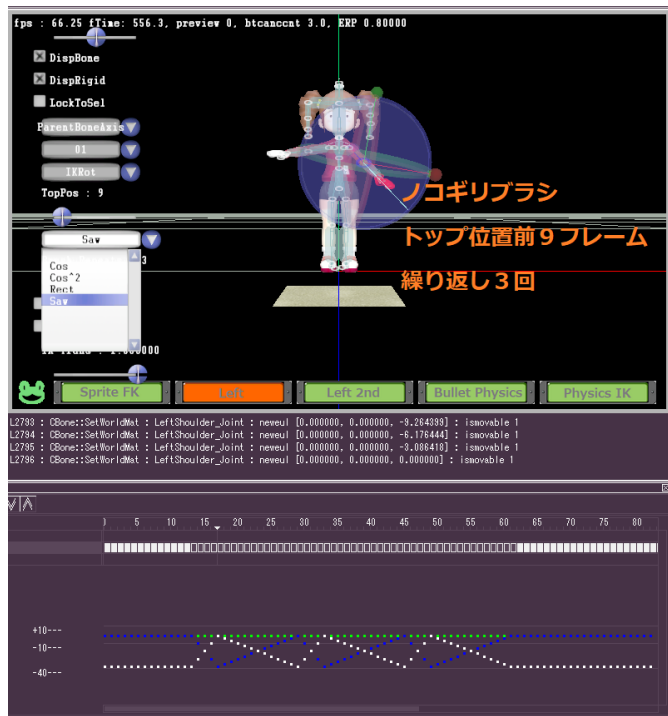 fps : 66.25 fTime: 556.3, preview 0, btcanccnt 3.0, ERP 0.80000
DispBone
DispRigid
LockToSel
ParentBoneAxis
01
IKRot
TopPos : 9
ノコギリブラシ
トップ位置前９フレーム
繰り返し３回
Saw
3
Cos
Cos^2
Rect
Saw
Sprite FK
Left
Left 2nd
Bullet Physics
Physics IK
L2793 : CBone::SetWorldMat : LeftShoulder_Joint : neweul [0.000000, 0.000000, -9.264399] : ismovable 1
L2794 : CBone::SetWorldMat : LeftShoulder_Joint : neweul [0.000000, 0.000000, -6.176444] : ismovable 1
L2795 : CBone::SetWorldMat : LeftShoulder_Joint : neweul [0.000000, 0.000000, -3.086418] : ismovable 1
L2796 : CBone::SetWorldMat : LeftShoulder_Joint : neweul [0.000000, 0.000000, 0.000000] : ismovable 1
5 10 15 20 25 30 35 40 45 50 55 60 65 70 75 80
+10---
-10---
-40---